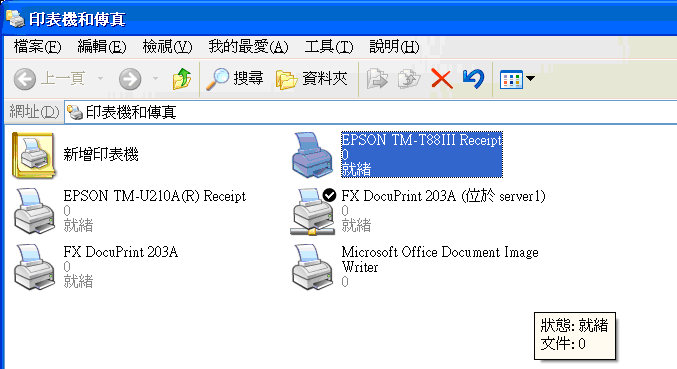 印表機和傳真
檔案(F) 編輯(E) 檢視(V) 我的最愛(A) 工具(T) 說明(H)
上一頁 搜尋 資料夾
網址(D) 印表機和傳真
新增印表機
EPSON TM-T88III Receipt
0
就緒
EPSON TM-U210A(R) Receipt
0
就緒
FX DocuPrint 203A (位於 server1)
0
就緒
FX DocuPrint 203A
0
就緒
Microsoft Office Document Image
Writer
0
狀態: 就緒
文件: 0